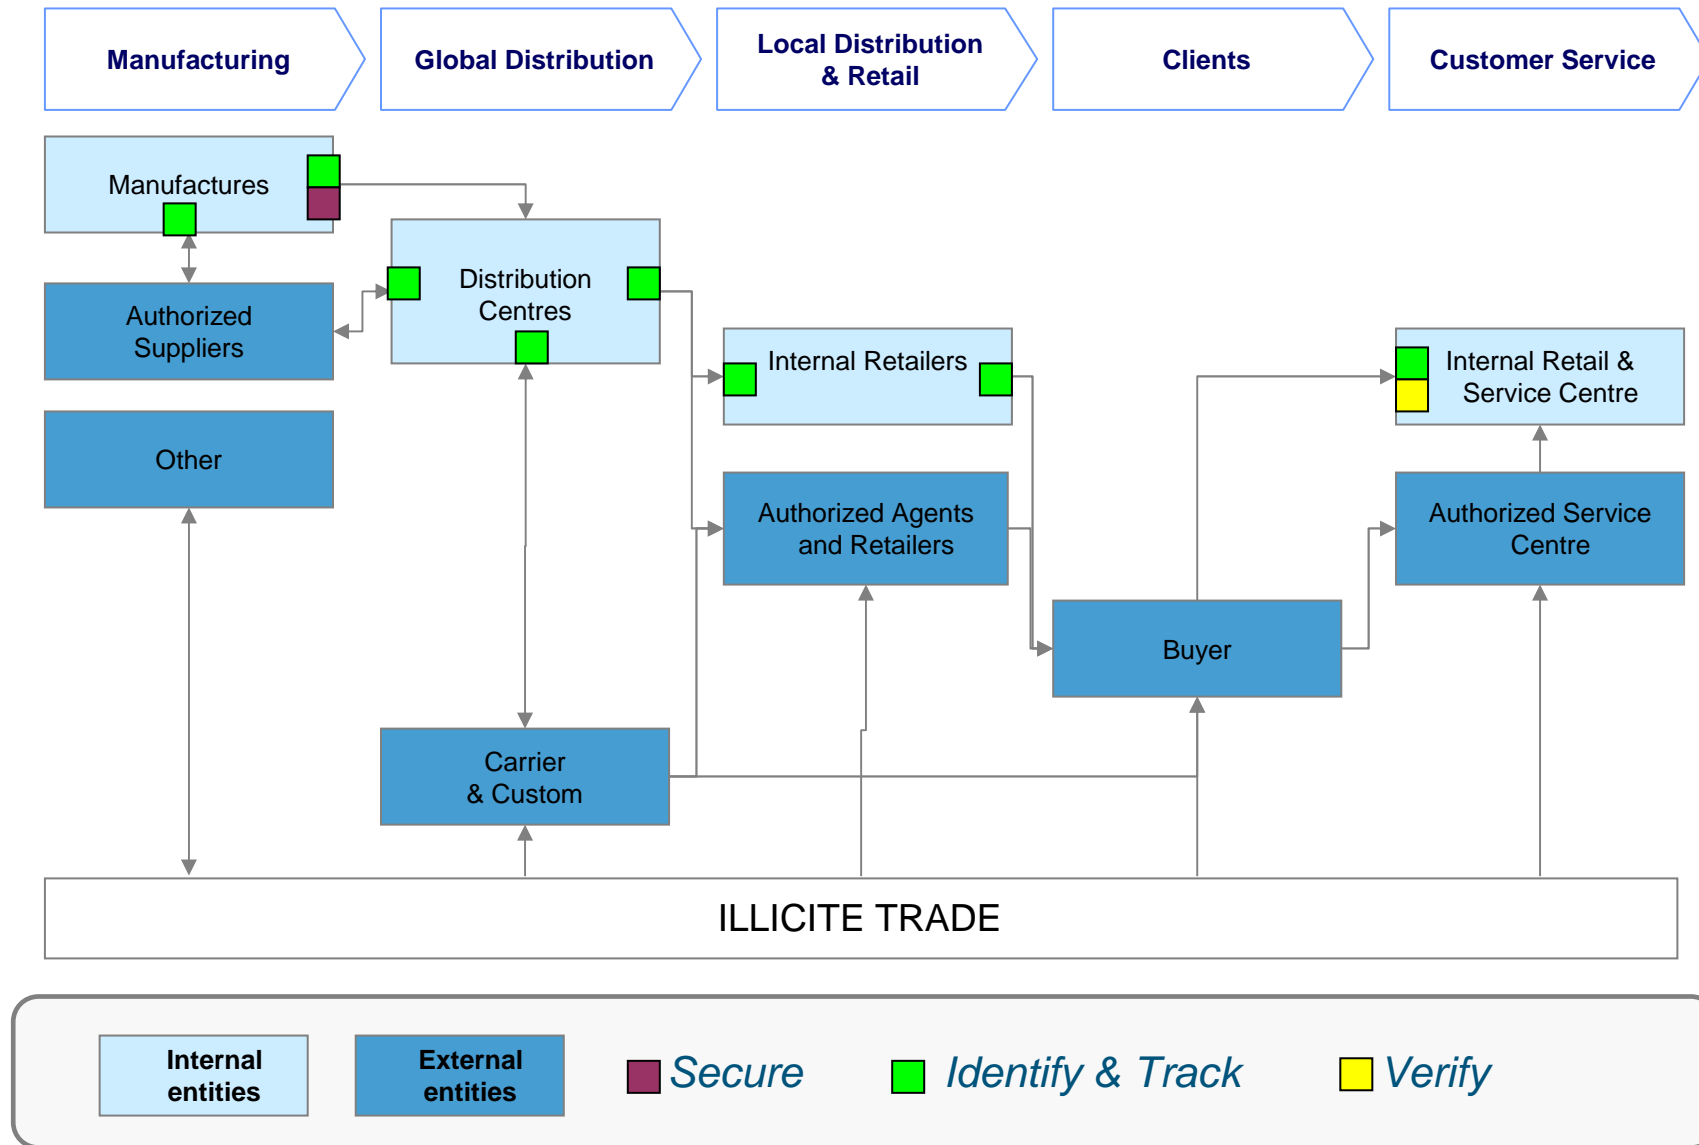 Manufacturing
Global Distribution
Local Distribution
& Retail
Clients
Customer Service
Manufactures
Distribution
Centres
Authorized
Suppliers
Internal Retailers
Internal Retail &
Service Centre
Other
Authorized Agents
and Retailers
Authorized Service
Centre
Buyer
Carrier
& Custom
ILLICITE TRADE
Internal
entities
External
entities
Secure
Identify & Track
Verify